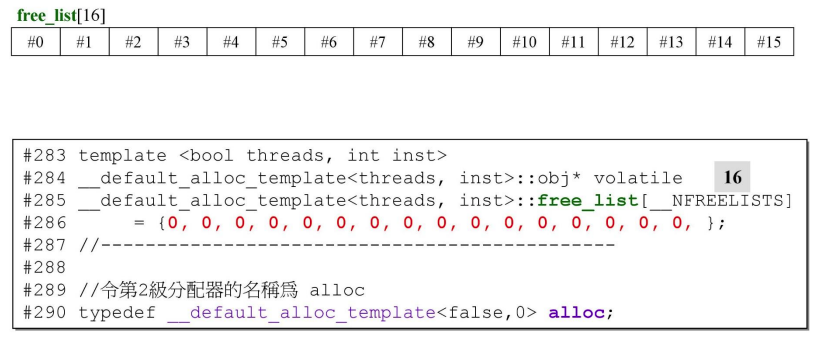 free_list[16]
#0 #1 #2 #3 #4 #5 #6 #7 #8 #9 #10 #11 #12 #13 #14 #15
#283 template <bool threads, int inst>
#284 __default_alloc_template<threads, inst>::obj* volatile 16
#285 __default_alloc_template<threads, inst>::free_list[__NFREELISTS]
#286 = {0, 0, 0, 0, 0, 0, 0, 0, 0, 0, 0, 0, 0, 0, 0, 0, };
#287 //----------------------------------------------
#288
#289 //令第2級分配器的名稱爲 alloc
#290 typedef __default_alloc_template<false,0> alloc;